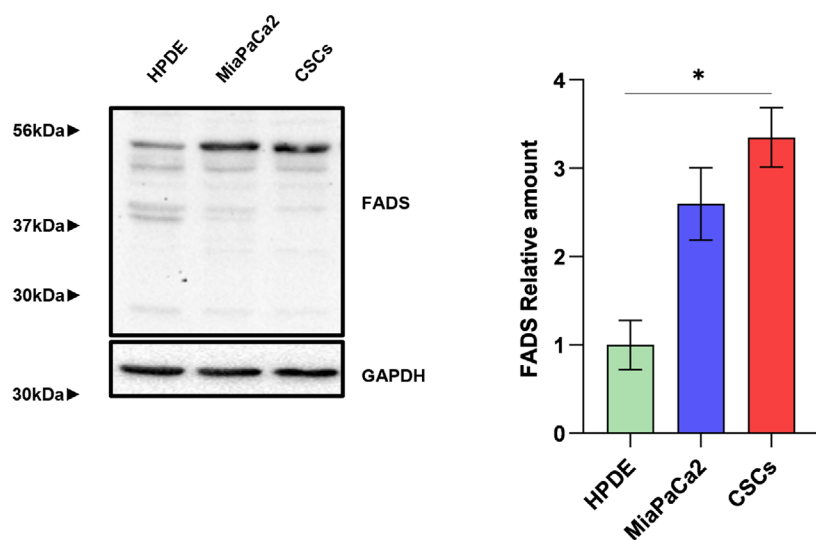 HPDE
MiaPaCa2
CSCs
56kDa
37kDa
30kDa
FADS
30kDa
GAPDH
FADS Relative amount
4
3
2
1
0
*
HPDE
MiaPaCa2
CSCs